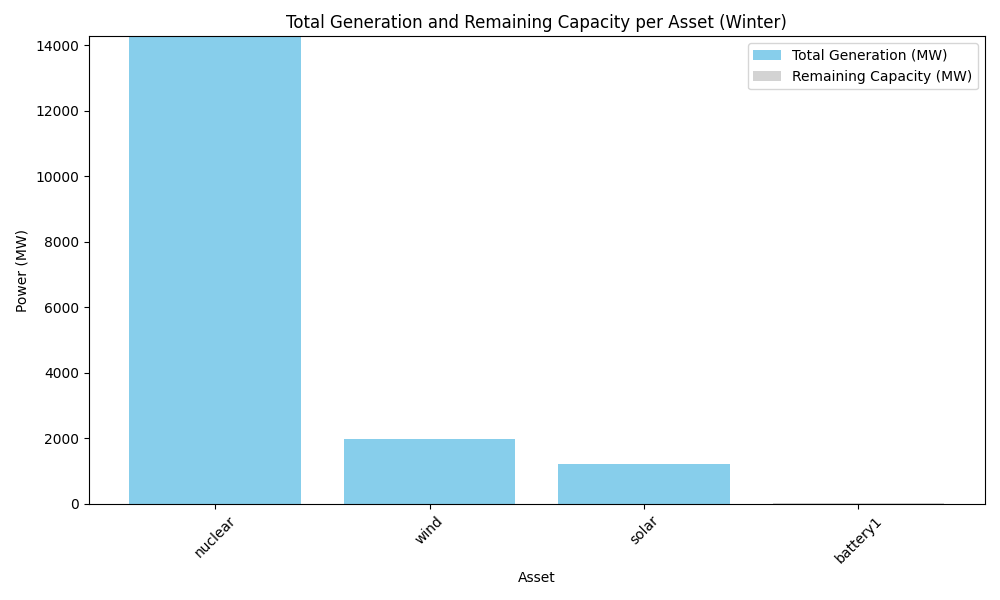 Total Generation and Remaining Capacity per Asset (Winter)
Total Generation (MW)
Remaining Capacity (MW)
Power (MW)
14000
12000
10000
8000
6000
4000
2000
0
nuclear
wind
solar
battery1
Asset